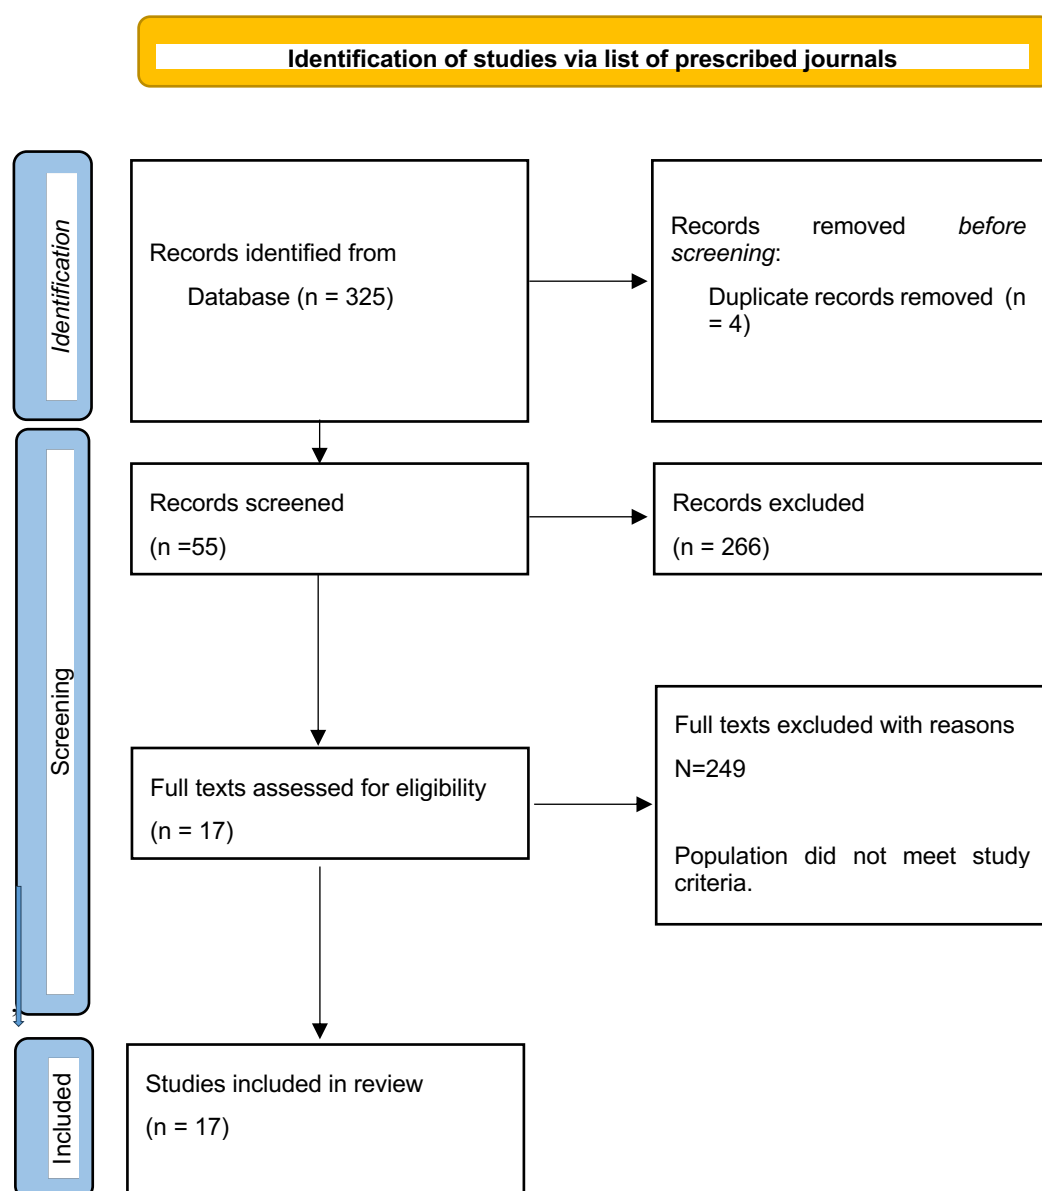 Identification of studies via list of prescribed journals
Identification
Records identified from
Database (n = 325)
Records removed before
screening:
Duplicate records removed (n
= 4)
Screening
Records screened
(n =55)
Records excluded
(n = 266)
Full texts assessed for eligibility
(n = 17)
Full texts excluded with reasons
N=249
Population did not meet study
criteria.
Included
Studies included in review
(n = 17)